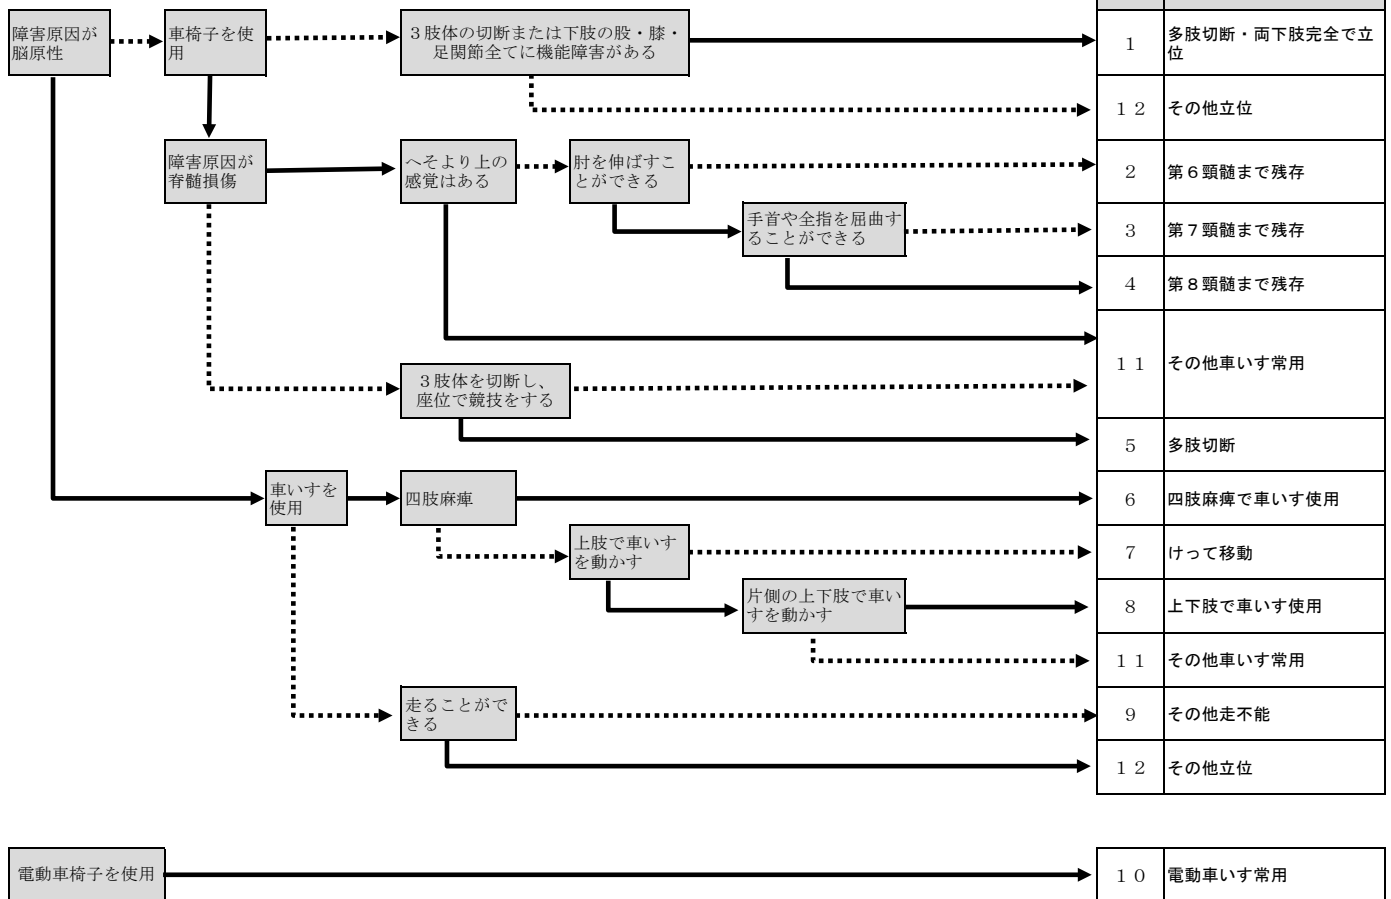 障害原因が
脳原性
車椅子を使
用
３肢体の切断または下肢の股・膝・
足関節全てに機能障害がある
１
多肢切断・両下肢完全で立
位
１２
その他立位
障害原因が
脊髄損傷
へそより上の
感覚はある
肘を伸ばすこ
とができる
２
第６頸髄まで残存
手首や全指を屈曲す
ることができる
３
第７頸髄まで残存
４
第８頸髄まで残存
１１
その他車いす常用
３肢体を切断し、
座位で競技をする
５
多肢切断
車いすを
使用
四肢麻痺
６
四肢麻痺で車いす使用
上肢で車いす
を動かす
７
けって移動
片側の上下肢で車い
すを動かす
８
上下肢で車いす使用
１１
その他車いす常用
走ることがで
きる
９
その他走不能
１２
その他立位
電動車椅子を使用
１０
電動車いす常用